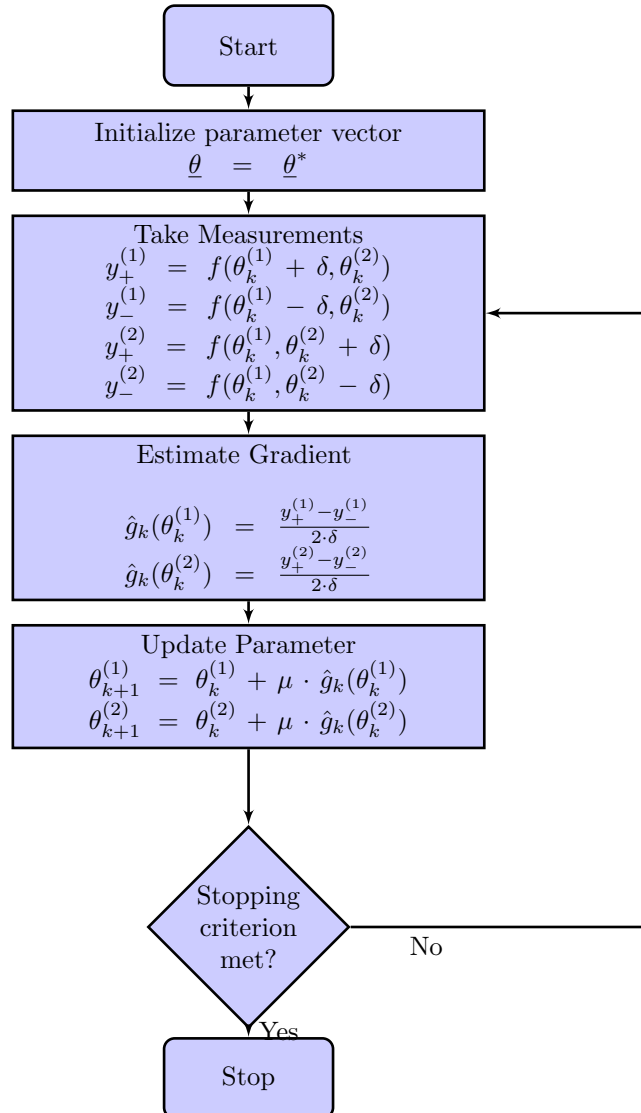 Start
Initialize parameter vector
θ = θ*
Take Measurements
y₊⁽¹⁾ = f(θₖ⁽¹⁾ + δ, θₖ⁽²⁾)
y₋⁽¹⁾ = f(θₖ⁽¹⁾ − δ, θₖ⁽²⁾)
y₊⁽²⁾ = f(θₖ⁽¹⁾, θₖ⁽²⁾ + δ)
y₋⁽²⁾ = f(θₖ⁽¹⁾, θₖ⁽²⁾ − δ)
Estimate Gradient
ĝₖ(θₖ⁽¹⁾) = (y₊⁽¹⁾−y₋⁽¹⁾)/(2·δ)
ĝₖ(θₖ⁽²⁾) = (y₊⁽²⁾−y₋⁽²⁾)/(2·δ)
Update Parameter
θₖ₊₁⁽¹⁾ = θₖ⁽¹⁾ + μ · ĝₖ(θₖ⁽¹⁾)
θₖ₊₁⁽²⁾ = θₖ⁽²⁾ + μ · ĝₖ(θₖ⁽²⁾)
Stopping
criterion
met?
No
Yes
Stop